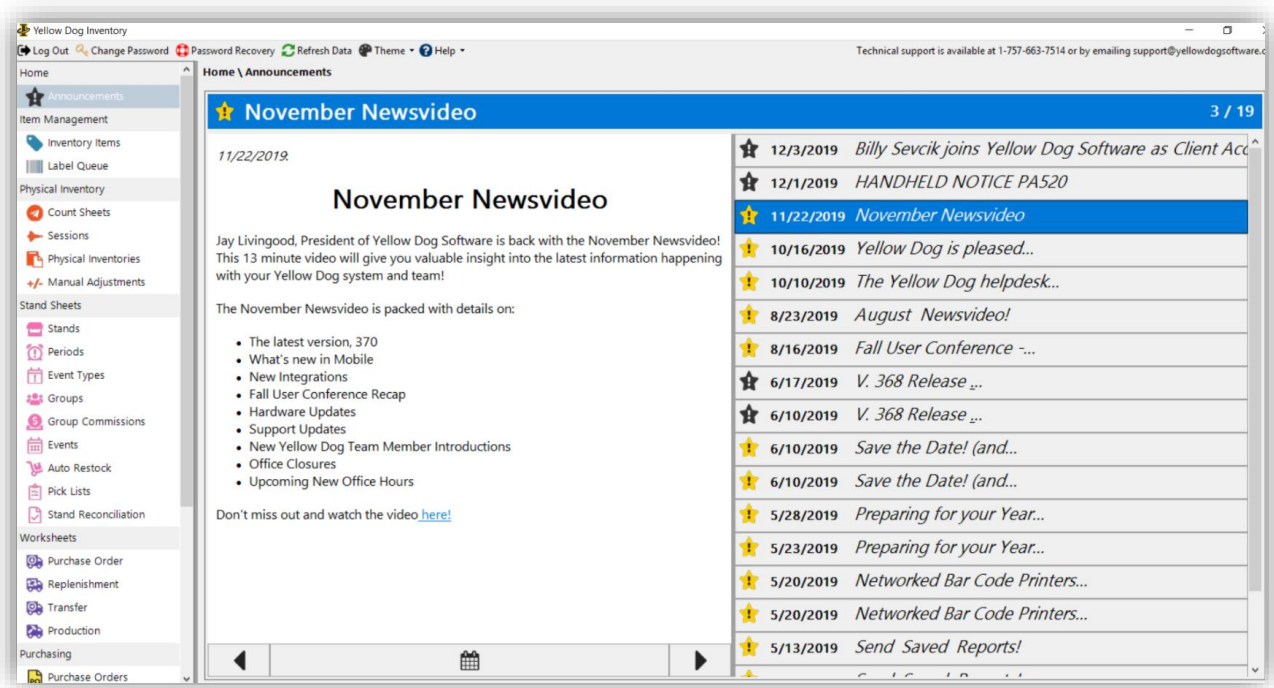 Yellow Dog Inventory
Log Out Change Password Password Recovery Refresh Data Theme Help
Technical support is available at 1-757-663-7514 or by emailing support@yellowdogsoftware.c
Home
Announcements
Item Management
Inventory Items
Label Queue
Physical Inventory
Count Sheets
Sessions
Physical Inventories
+/- Manual Adjustments
Stand Sheets
Stands
Periods
Event Types
Groups
Group Commissions
Events
Auto Restock
Pick Lists
Stand Reconciliation
Worksheets
Purchase Order
Replenishment
Transfer
Production
Purchasing
Purchase Orders
Home \ Announcements
November Newsvideo 3 / 19
11/22/2019.
November Newsvideo
Jay Livingood, President of Yellow Dog Software is back with the November Newsvideo!
This 13 minute video will give you valuable insight into the latest information happening
with your Yellow Dog system and team!
The November Newsvideo is packed with details on:
• The latest version, 370
• What's new in Mobile
• New Integrations
• Fall User Conference Recap
• Hardware Updates
• Support Updates
• New Yellow Dog Team Member Introductions
• Office Closures
• Upcoming New Office Hours
Don't miss out and watch the video here!
12/3/2019 Billy Sevcik joins Yellow Dog Software as Client Acc
12/1/2019 HANDHELD NOTICE PA520
11/22/2019 November Newsvideo
10/16/2019 Yellow Dog is pleased...
10/10/2019 The Yellow Dog helpdesk...
8/23/2019 August Newsvideo!
8/16/2019 Fall User Conference -...
6/17/2019 V. 368 Release ...
6/10/2019 V. 368 Release ...
6/10/2019 Save the Date! (and...
6/10/2019 Save the Date! (and...
5/28/2019 Preparing for your Year...
5/23/2019 Preparing for your Year...
5/20/2019 Networked Bar Code Printers...
5/20/2019 Networked Bar Code Printers...
5/13/2019 Send Saved Reports!